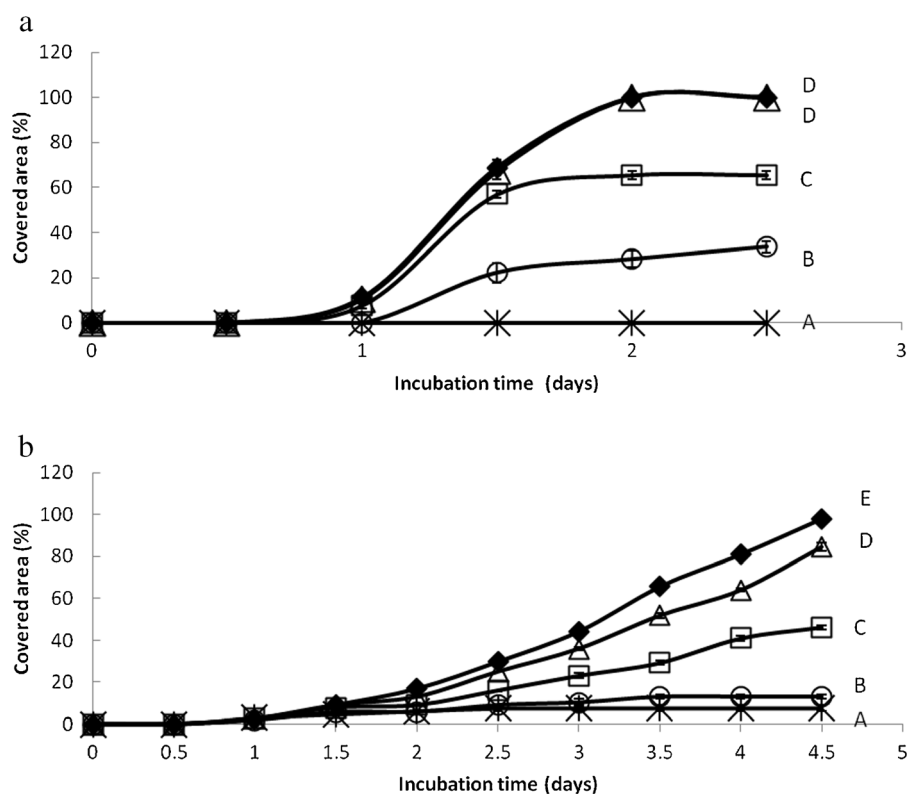 a
120
100
80
60
40
20
0
Covered area (%)
0 1 2 3
Incubation time (days)
D
D
C
B
A
b
120
100
80
60
40
20
0
Covered area (%)
0 0.5 1 1.5 2 2.5 3 3.5 4 4.5 5
Incubation time (days)
E
D
C
B
A